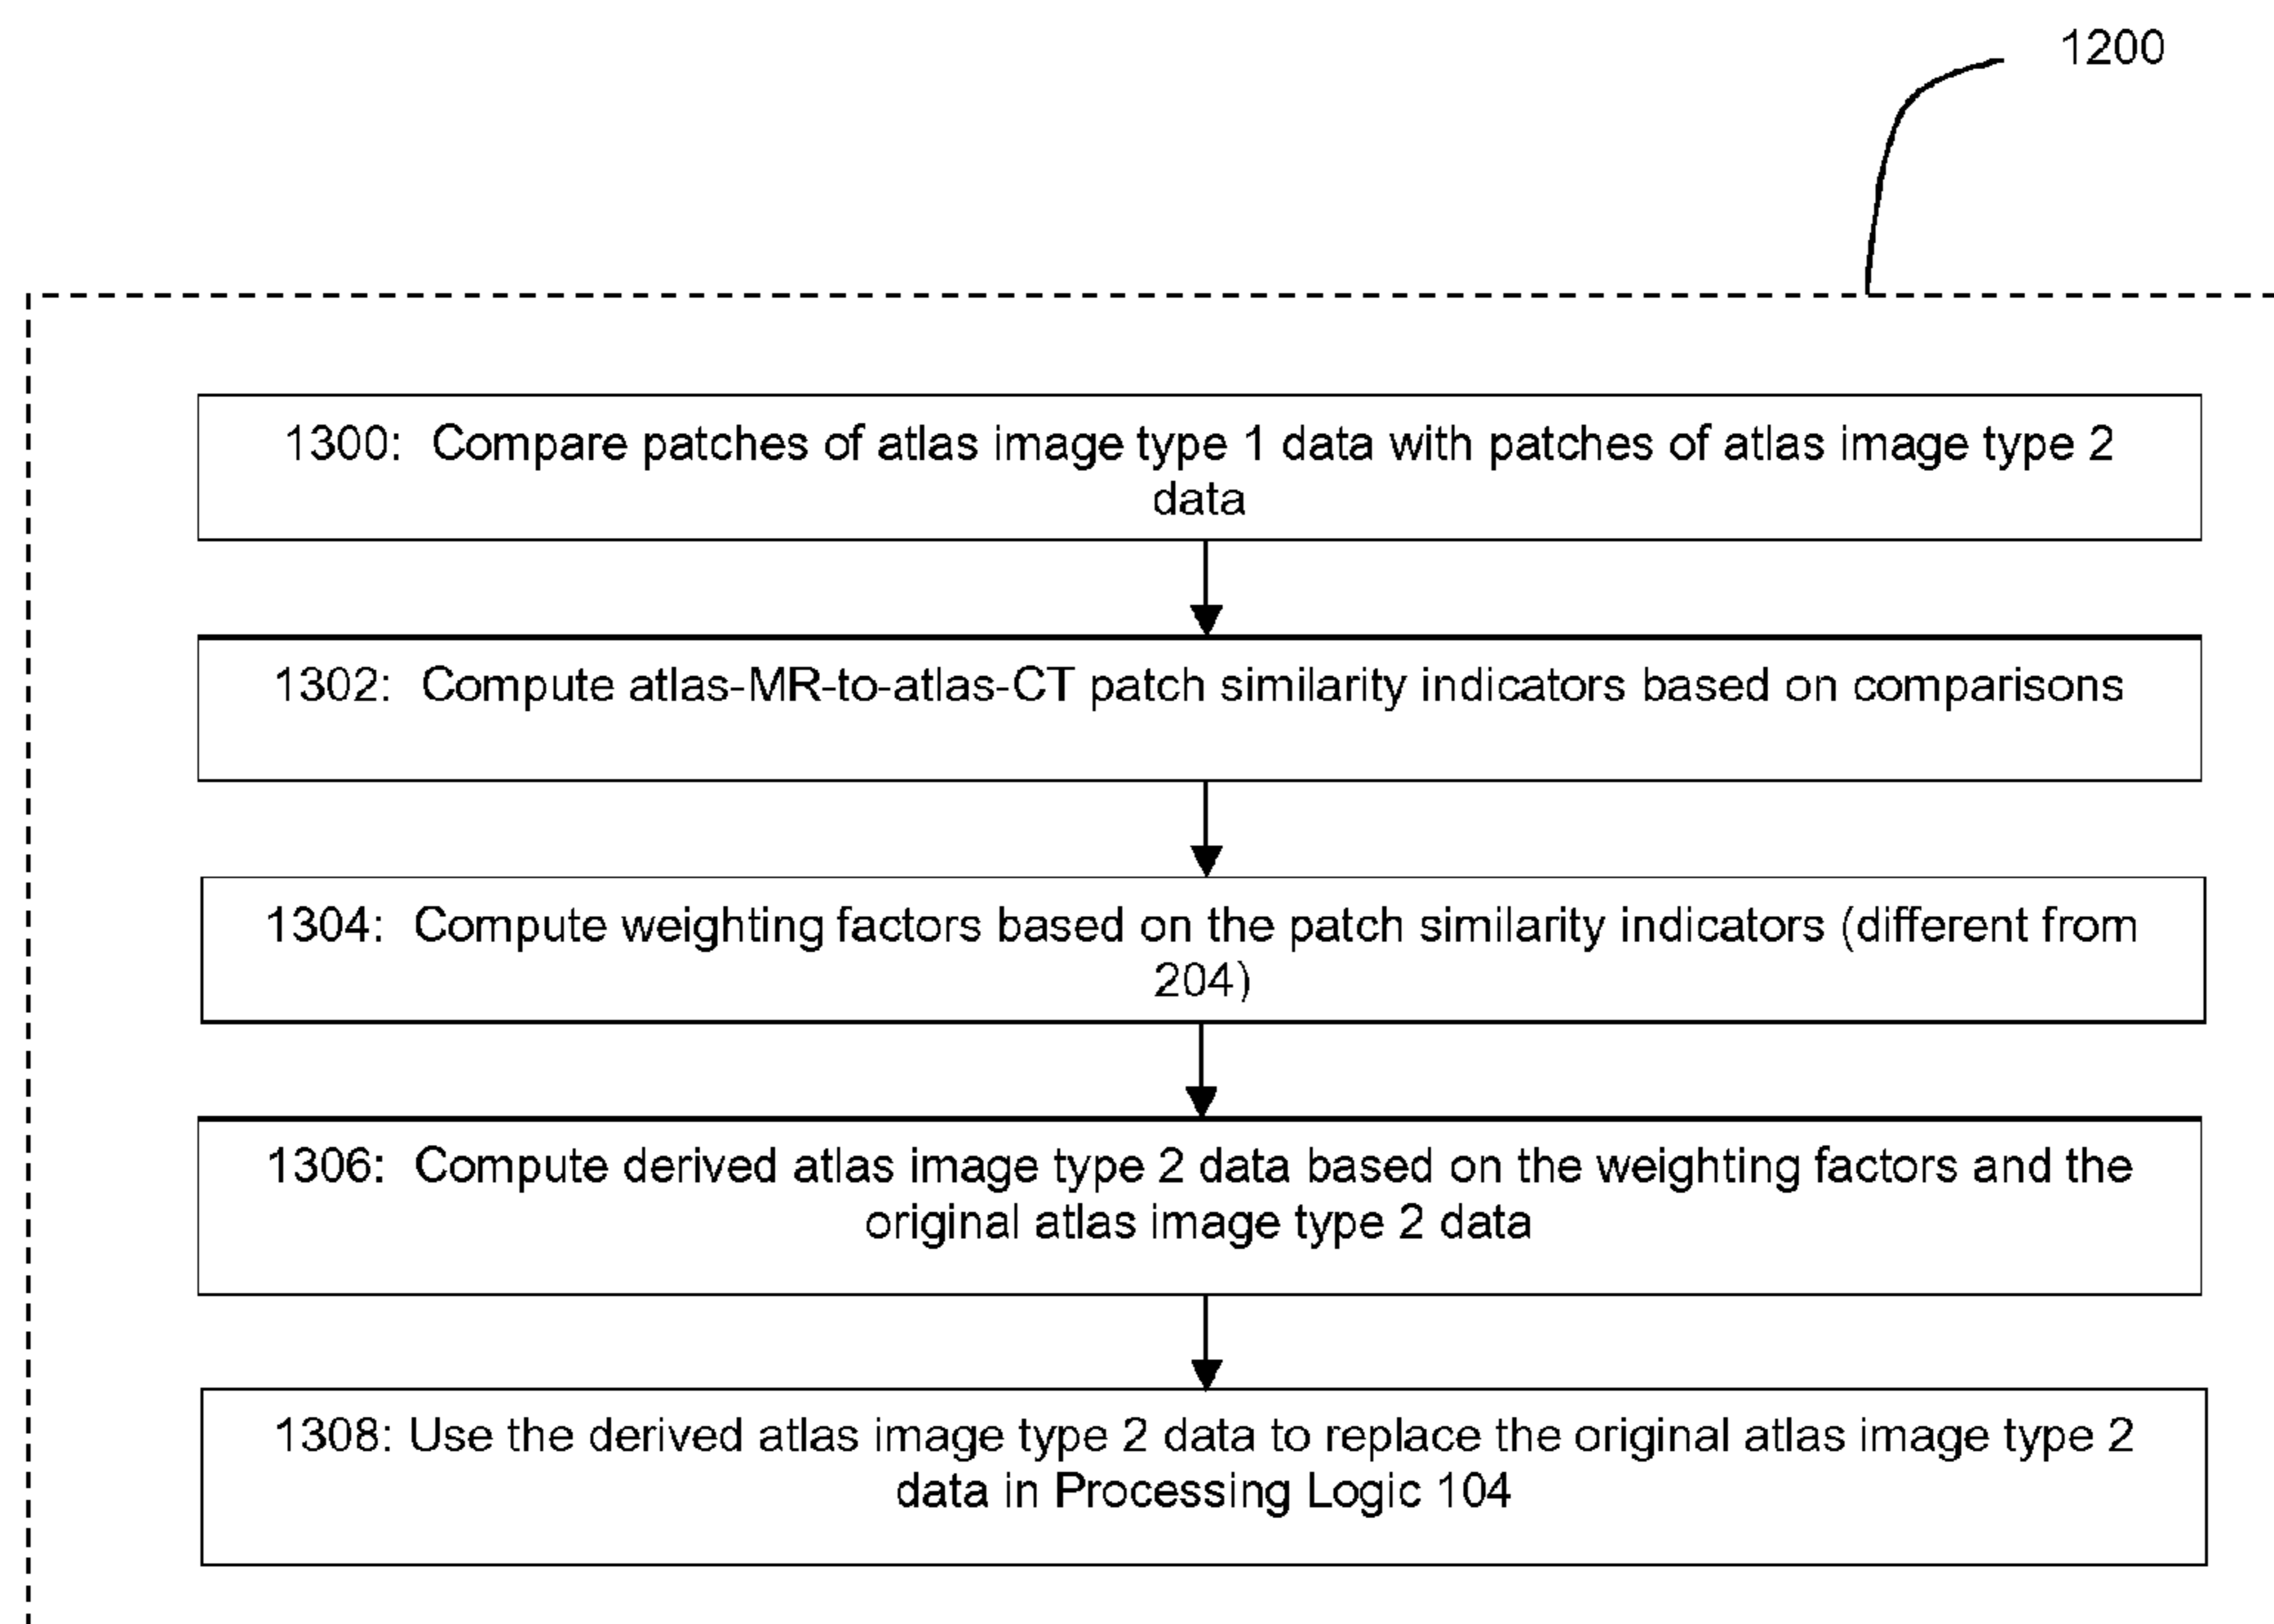 1200
1300: Compare patches of atlas image type 1 data with patches of atlas image type 2
data
1302: Compute atlas-MR-to-atlas-CT patch similarity indicators based on comparisons
1304: Compute weighting factors based on the patch similarity indicators (different from
204)
1306: Compute derived atlas image type 2 data based on the weighting factors and the
original atlas image type 2 data
1308: Use the derived atlas image type 2 data to replace the original atlas image type 2
data in Processing Logic 104